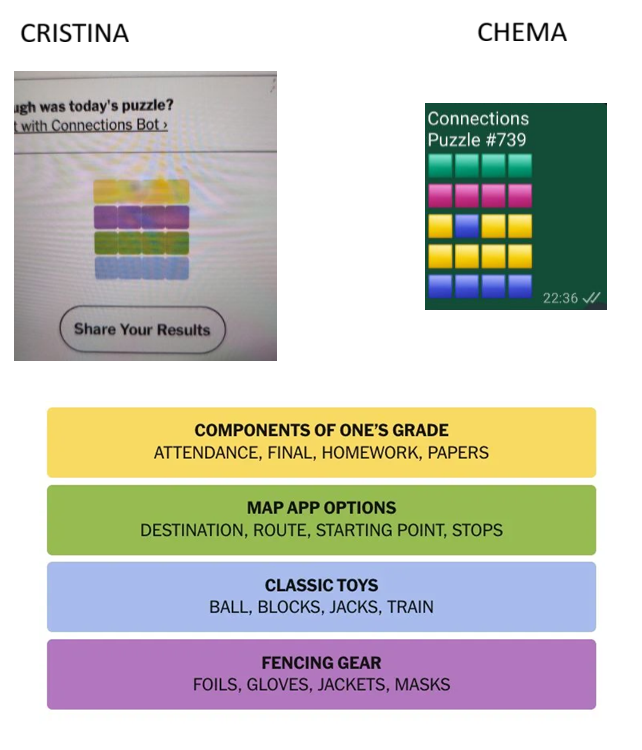 CRISTINA
CHEMA
ugh was today's puzzle?
t with Connections Bot ›
Share Your Results
Connections
Puzzle #739
22:36
COMPONENTS OF ONE'S GRADE
ATTENDANCE, FINAL, HOMEWORK, PAPERS
MAP APP OPTIONS
DESTINATION, ROUTE, STARTING POINT, STOPS
CLASSIC TOYS
BALL, BLOCKS, JACKS, TRAIN
FENCING GEAR
FOILS, GLOVES, JACKETS, MASKS